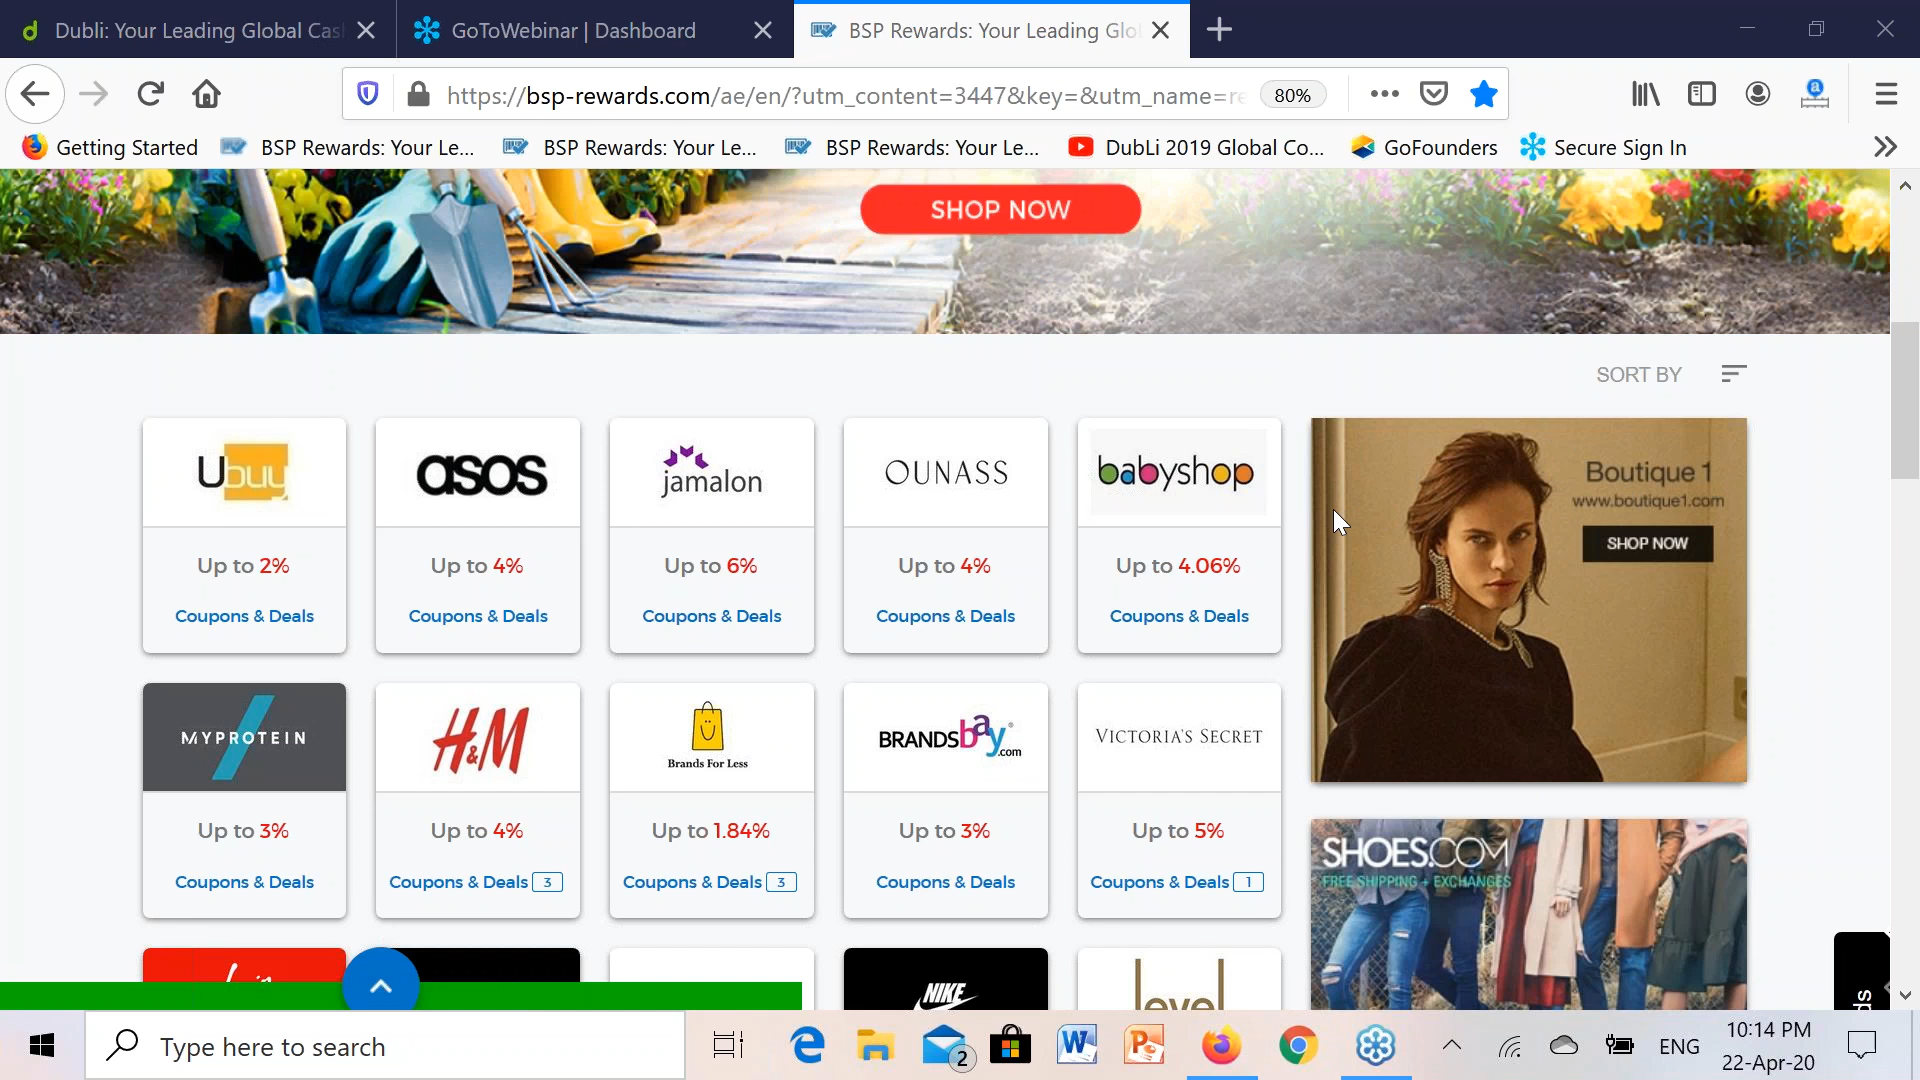 Dubli: Your Leading Global Cas
GoToWebinar | Dashboard
BSP Rewards: Your Leading Glo
https://bsp-rewards.com/ae/en/?utm_content=3447&key=&utm_name=re
80%
Getting Started
BSP Rewards: Your Le...
BSP Rewards: Your Le...
BSP Rewards: Your Le...
DubLi 2019 Global Co...
GoFounders
Secure Sign In
SHOP NOW
SORT BY
Ubuy
asos
jamalon
OUNASS
babyshop
Boutique 1
www.boutique1.com
SHOP NOW
Up to 2%
Up to 4%
Up to 6%
Up to 4%
Up to 4.06%
Coupons & Deals
Coupons & Deals
Coupons & Deals
Coupons & Deals
Coupons & Deals
MYPROTEIN
H&M
Brands For Less
BRANDSbay.com
VICTORIA'S SECRET
Up to 3%
Up to 4%
Up to 1.84%
Up to 3%
Up to 5%
Coupons & Deals
Coupons & Deals 3
Coupons & Deals 3
Coupons & Deals
Coupons & Deals 1
SHOES.COM
FREE SHIPPING + EXCHANGES
NIKE
level
Type here to search
2
ENG
10:14 PM
22-Apr-20